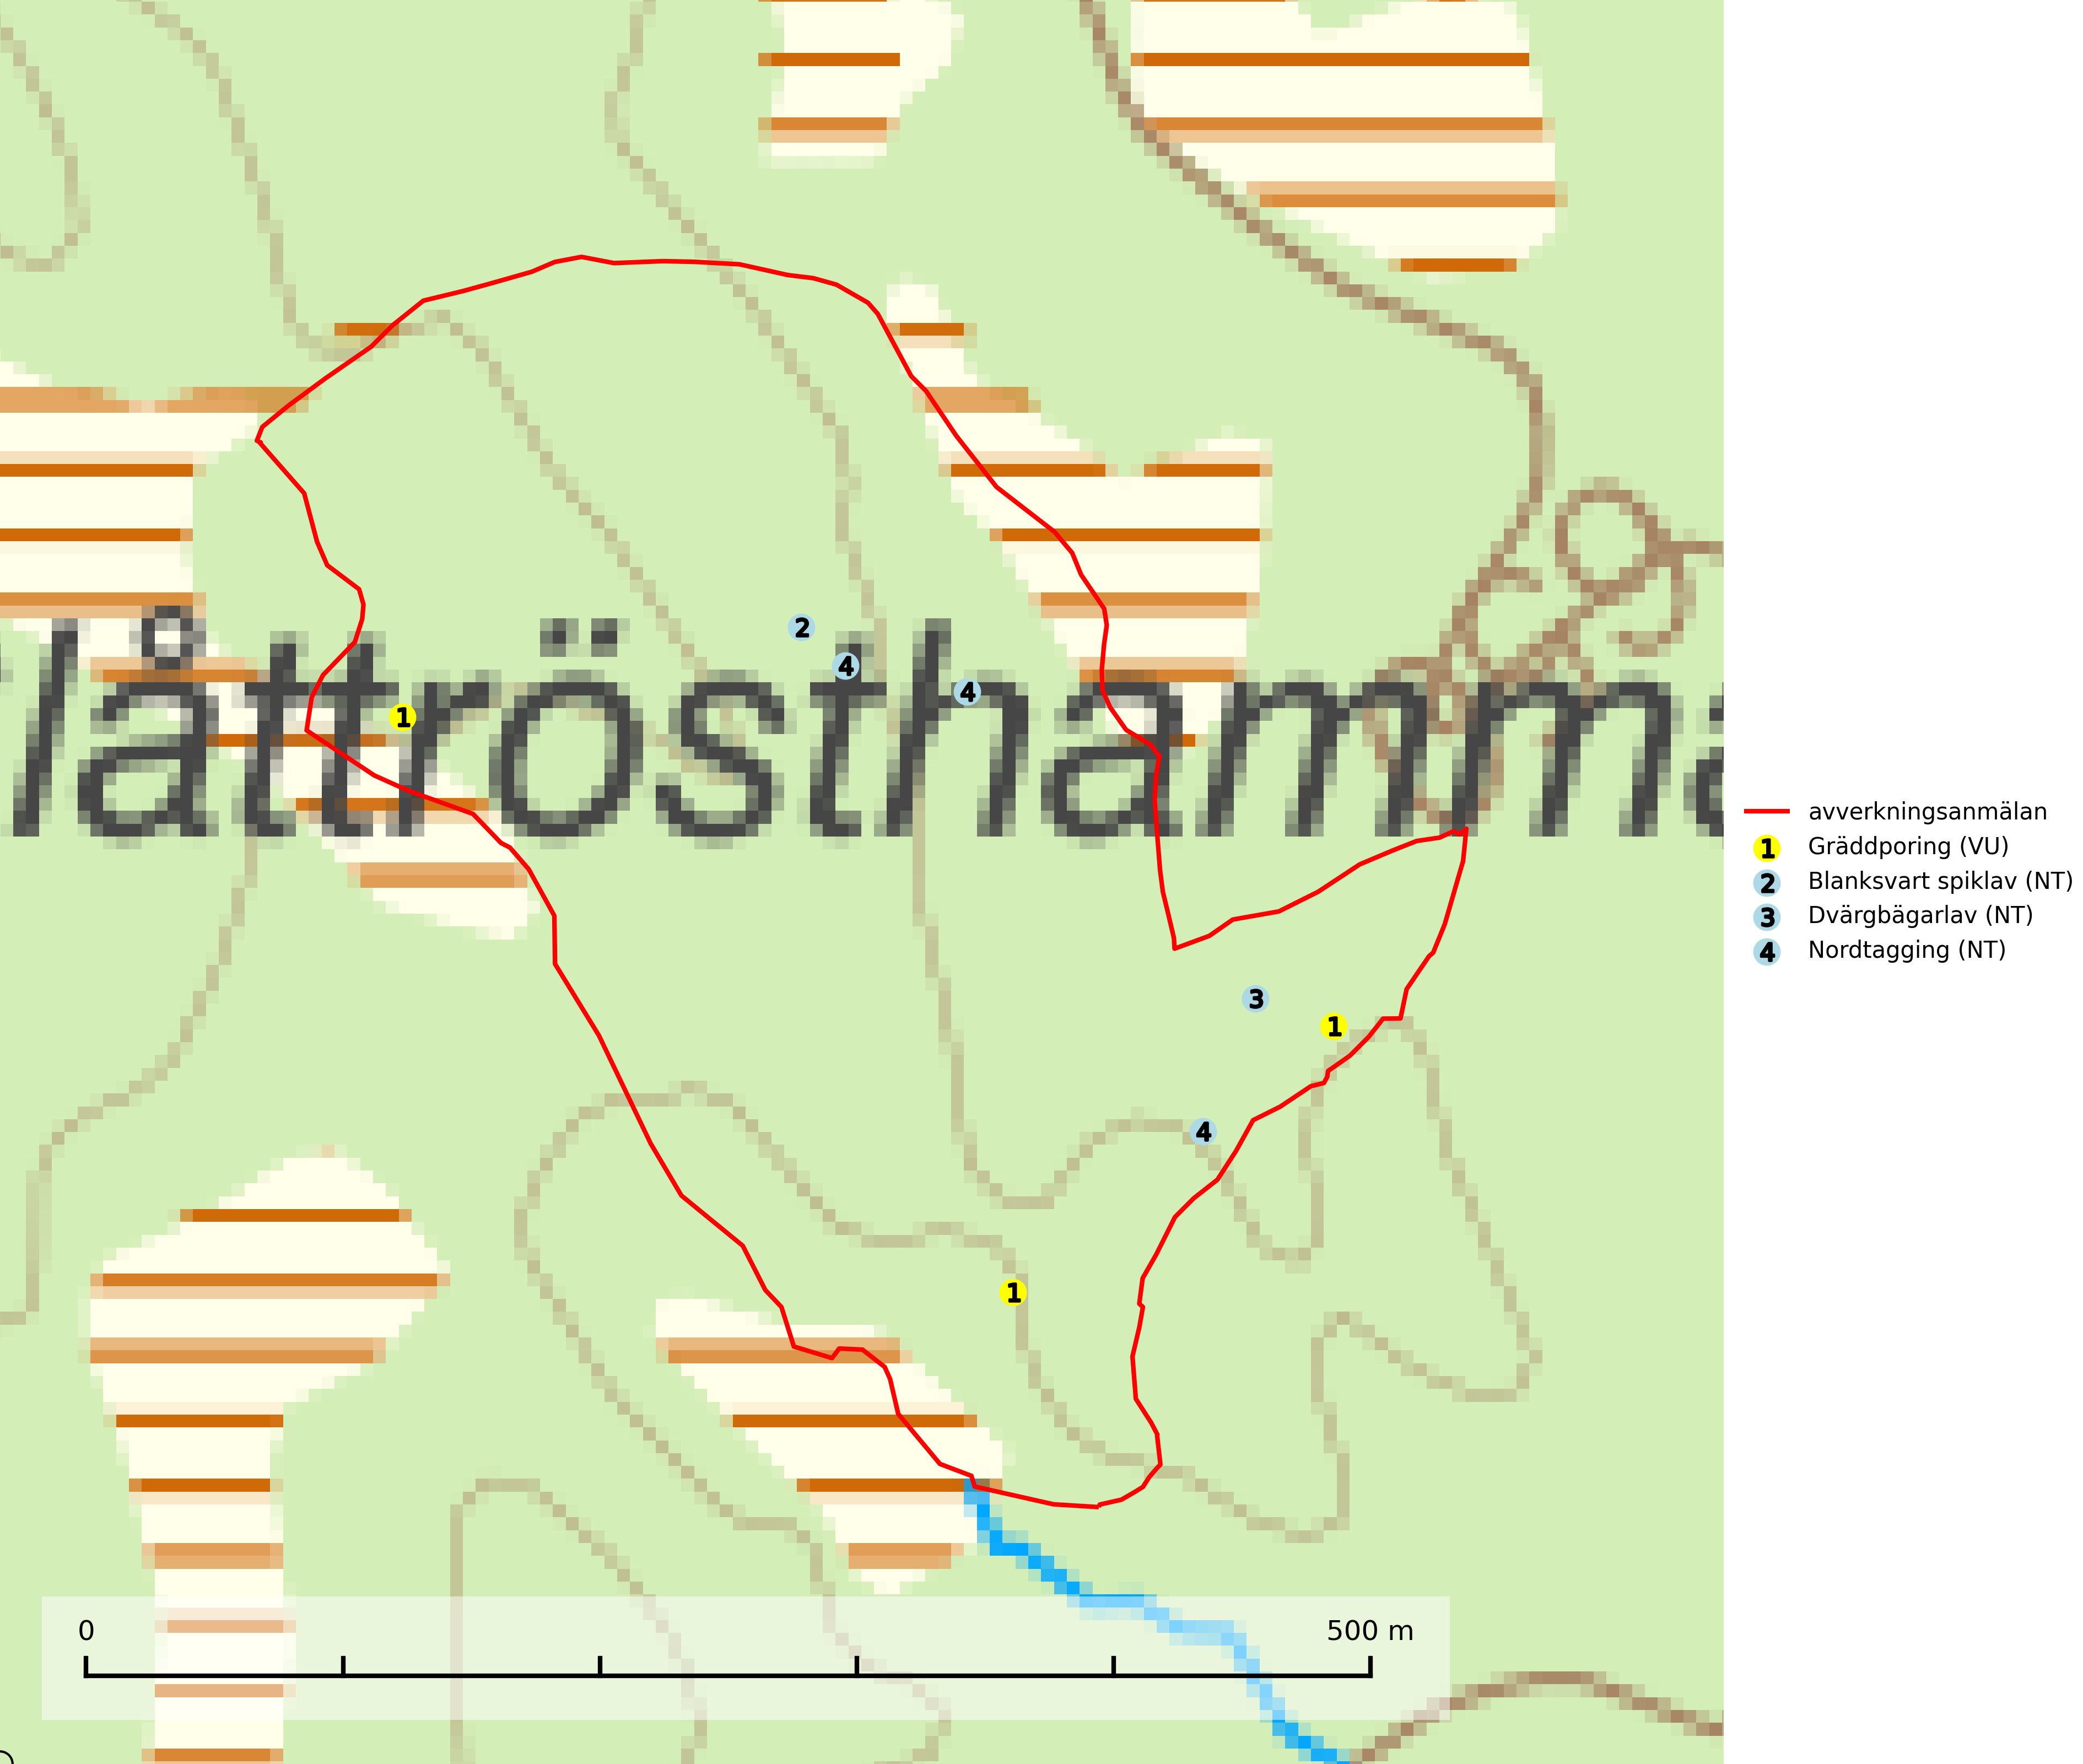 2
4
4
1
låttrösthamm
3
1
4
1
0
500 m
avverkningsanmälan
1 Gräddporing (VU)
2 Blanksvart spiklav (NT)
3 Dvärgbägarlav (NT)
4 Nordtagging (NT)